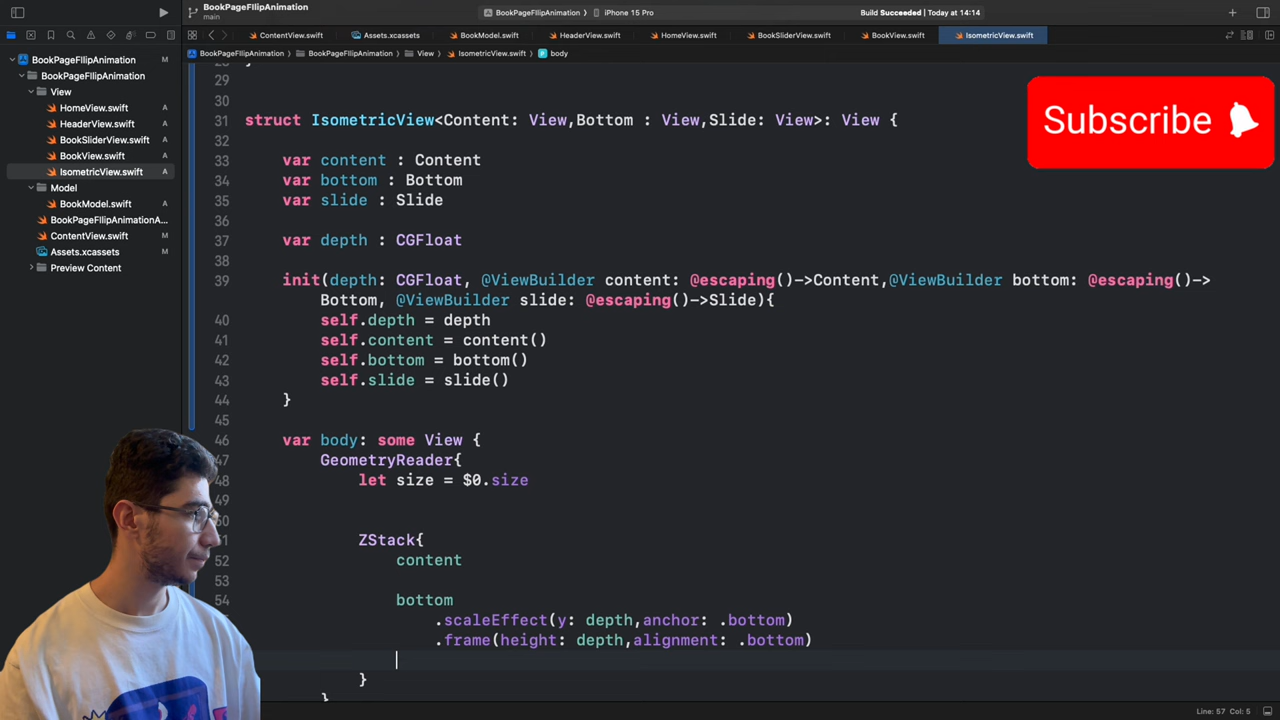 BookPageFlipAnimation
main
BookPageFlipAnimation
iPhone 15 Pro
Build Succeeded | Today at 14:14
ContentView.swift
Assets.xcassets
BookModel.swift
HeaderView.swift
HomeView.swift
BookSliderView.swift
BookView.swift
IsometricView.swift
BookPageFlipAnimation
BookPageFlipAnimation
View
IsometricView.swift
body
BookPageFlipAnimation M
BookPageFlipAnimation
View
HomeView.swift A
HeaderView.swift A
BookSliderView.swift A
BookView.swift A
IsometricView.swift A
Model
BookModel.swift A
BookPageFlipAnimationA... M
ContentView.swift M
Assets.xcassets M
Preview Content
29
30
31 struct IsometricView<Content: View,Bottom : View,Slide: View>: View {
32
33 var content : Content
34 var bottom : Bottom
35 var slide : Slide
36
37 var depth : CGFloat
38
39 init(depth: CGFloat, @ViewBuilder content: @escaping()->Content,@ViewBuilder bottom: @escaping()->
Bottom, @ViewBuilder slide: @escaping()->Slide){
40 self.depth = depth
41 self.content = content()
42 self.bottom = bottom()
43 self.slide = slide()
44 }
45
46 var body: some View {
47 GeometryReader{
48 let size = $0.size
49
50
51 ZStack{
52 content
53
54 bottom
.scaleEffect(y: depth,anchor: .bottom)
.frame(height: depth,alignment: .bottom)
}
}
Subscribe
Line: 57 Col: 5